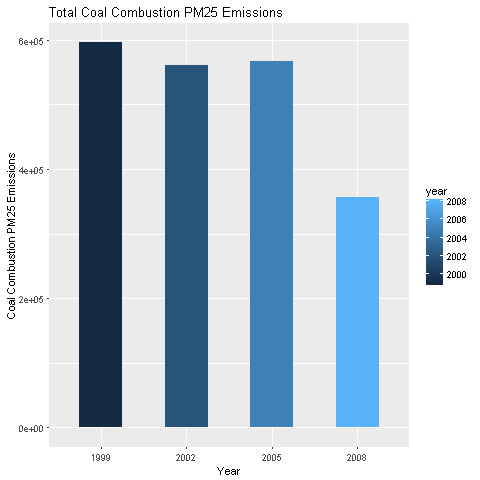 Total Coal Combustion PM25 Emissions
6e+05
4e+05
2e+05
0e+00
Coal Combustion PM25 Emissions
1999 2002 2005 2008
Year
year
2008
2006
2004
2002
2000